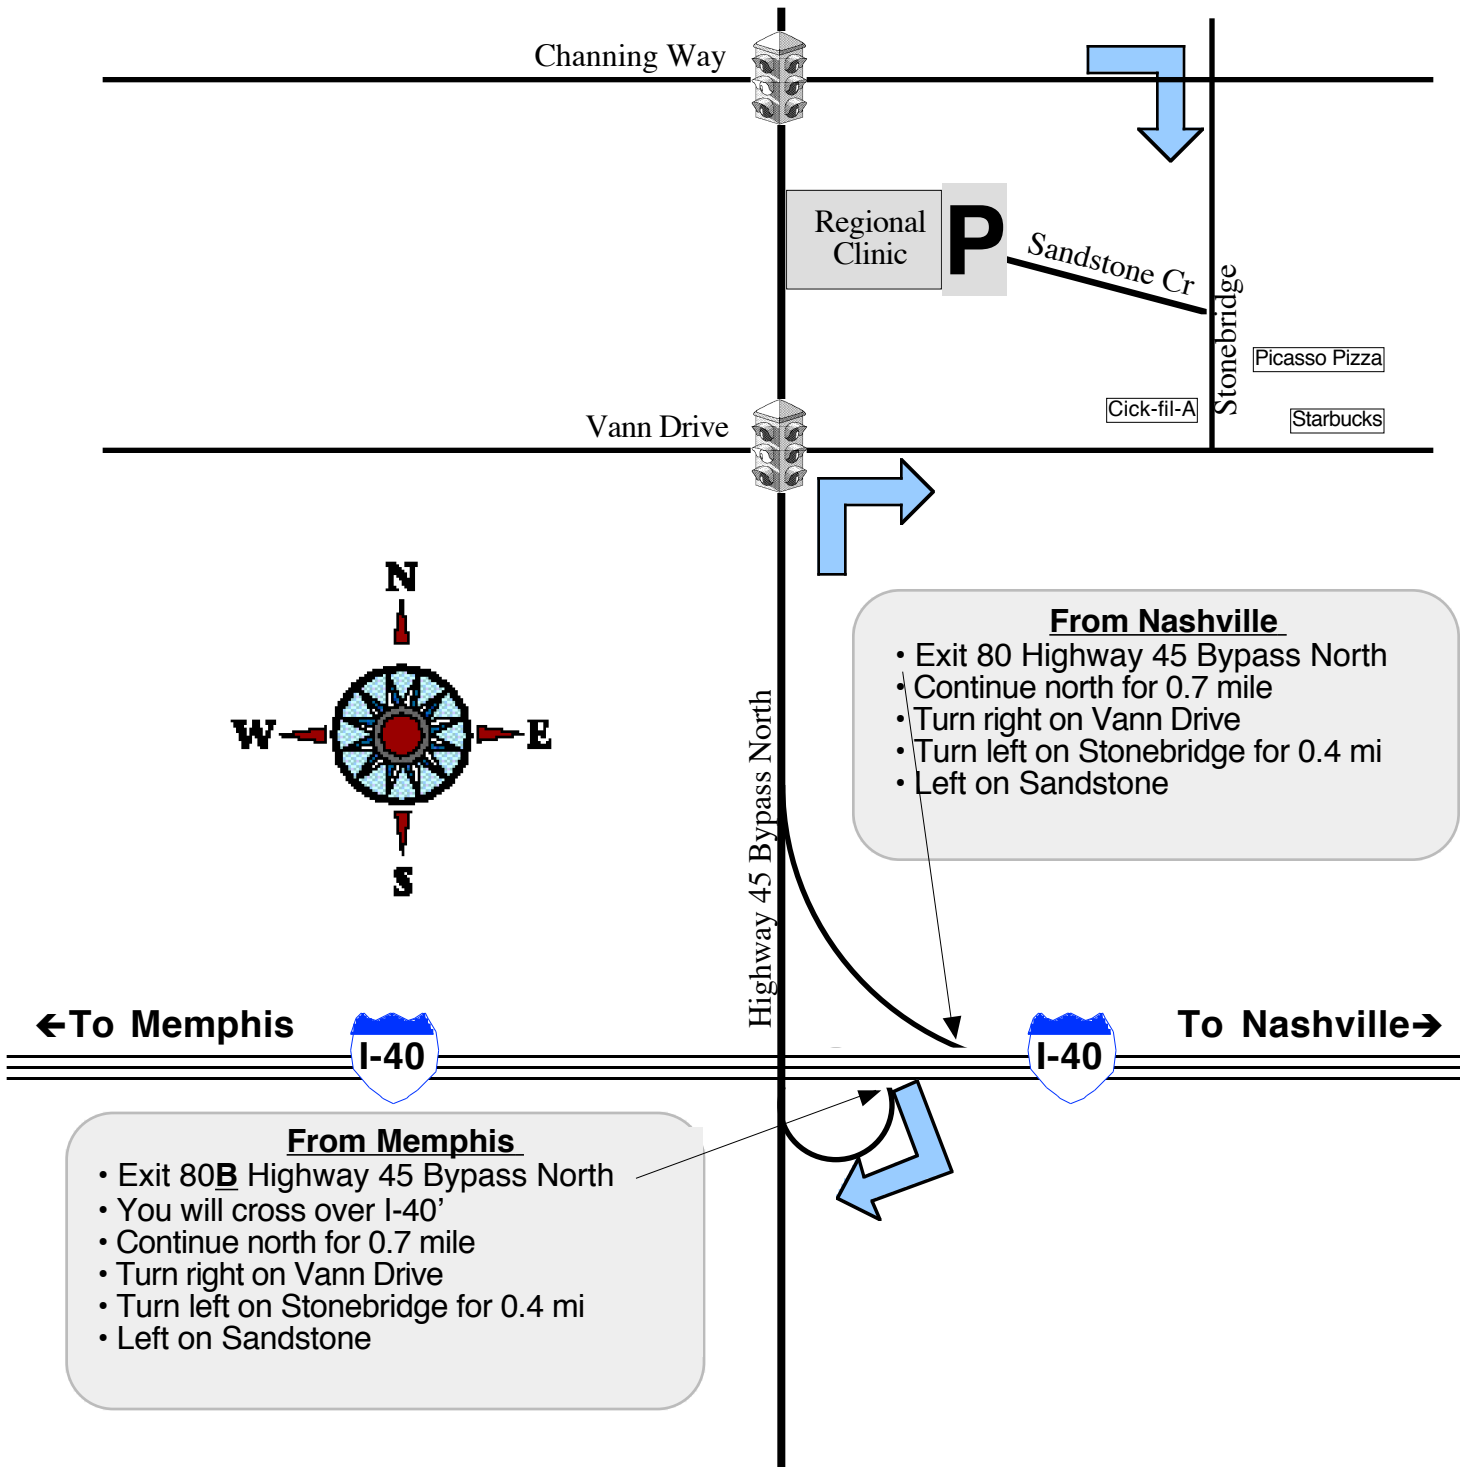 Channing Way
Regional
Clinic
P
Sandstone Cr
Stonebridge
Picasso Pizza
Cick-fil-A
Starbucks
Vann Drive
N
W
E
S
Highway 45 Bypass North
From Nashville
• Exit 80 Highway 45 Bypass North
• Continue north for 0.7 mile
• Turn right on Vann Drive
• Turn left on Stonebridge for 0.4 mi
• Left on Sandstone
←To Memphis
I-40
I-40
To Nashville→
From Memphis
• Exit 80B Highway 45 Bypass North
• You will cross over I-40’
• Continue north for 0.7 mile
• Turn right on Vann Drive
• Turn left on Stonebridge for 0.4 mi
• Left on Sandstone